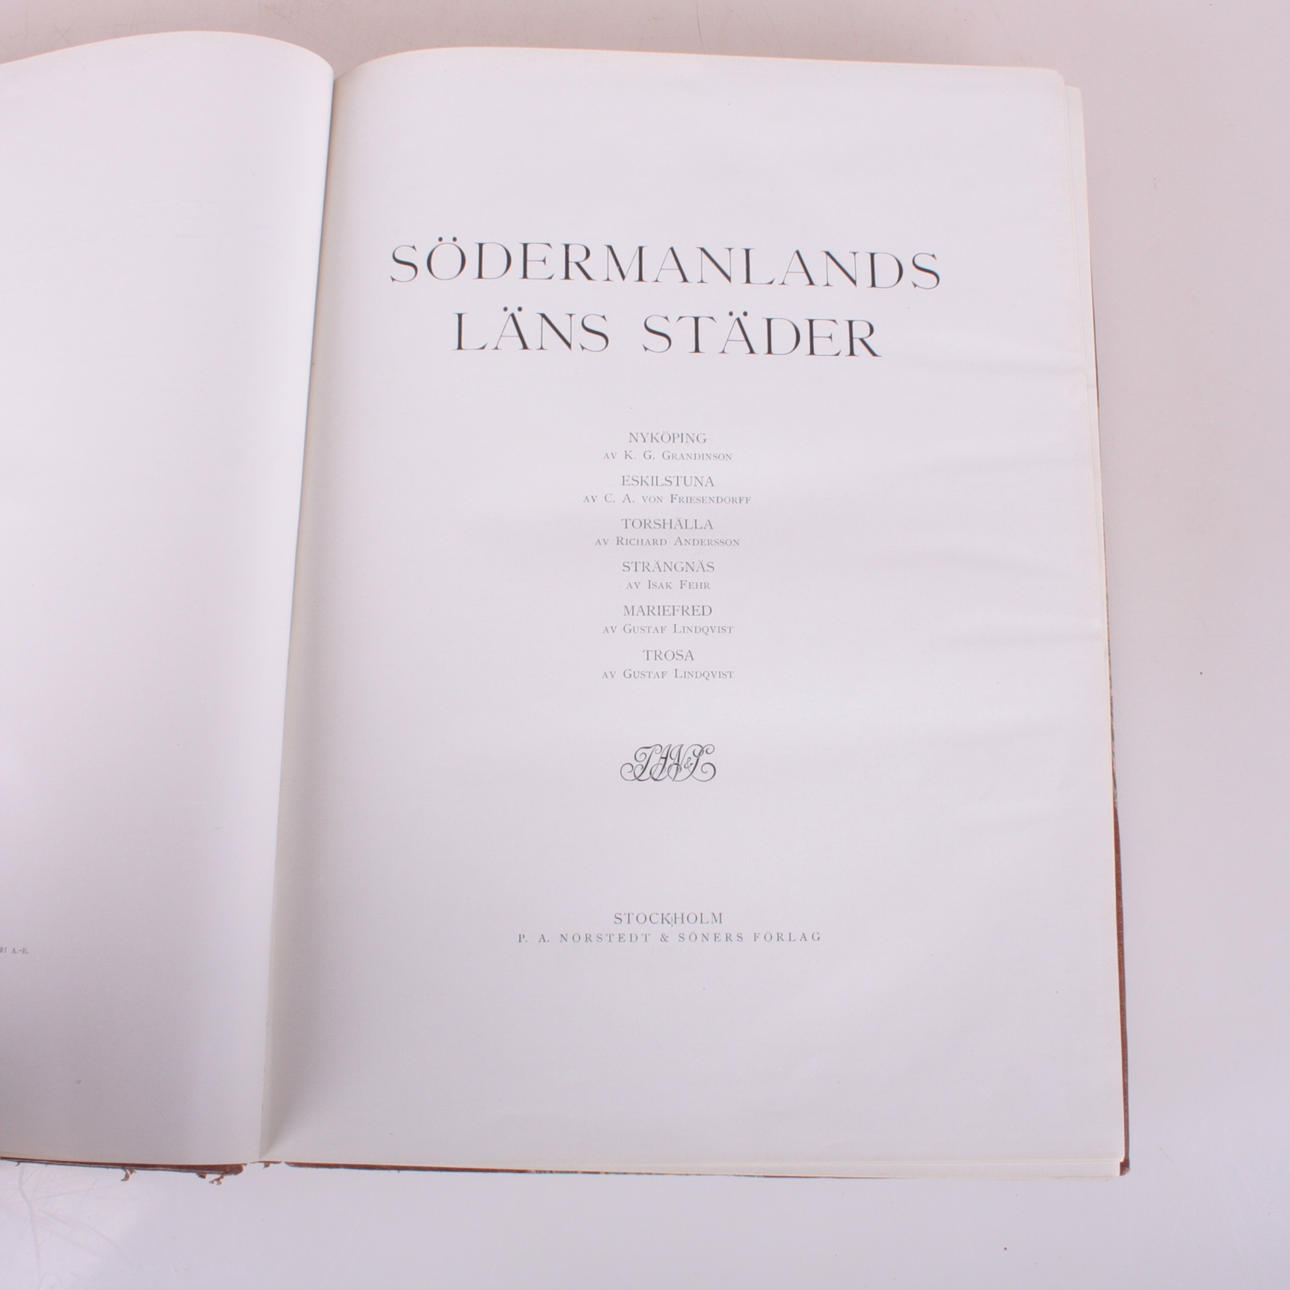 SÖDERMANLANDS
LÄNS STÄDER
NYKÖPING
AV K. G. GRANDINSON
ESKILSTUNA
AV C. A. VON FRIESENDORFF
TORSHÄLLA
AV RICHARD ANDERSSON
STRÄNGNÄS
AV ISAK FEHR
MARIEFRED
AV GUSTAF LINDQVIST
TROSA
AV GUSTAF LINDQVIST
STOCKHOLM
P. A. NORSTEDT & SÖNERS FÖRLAG